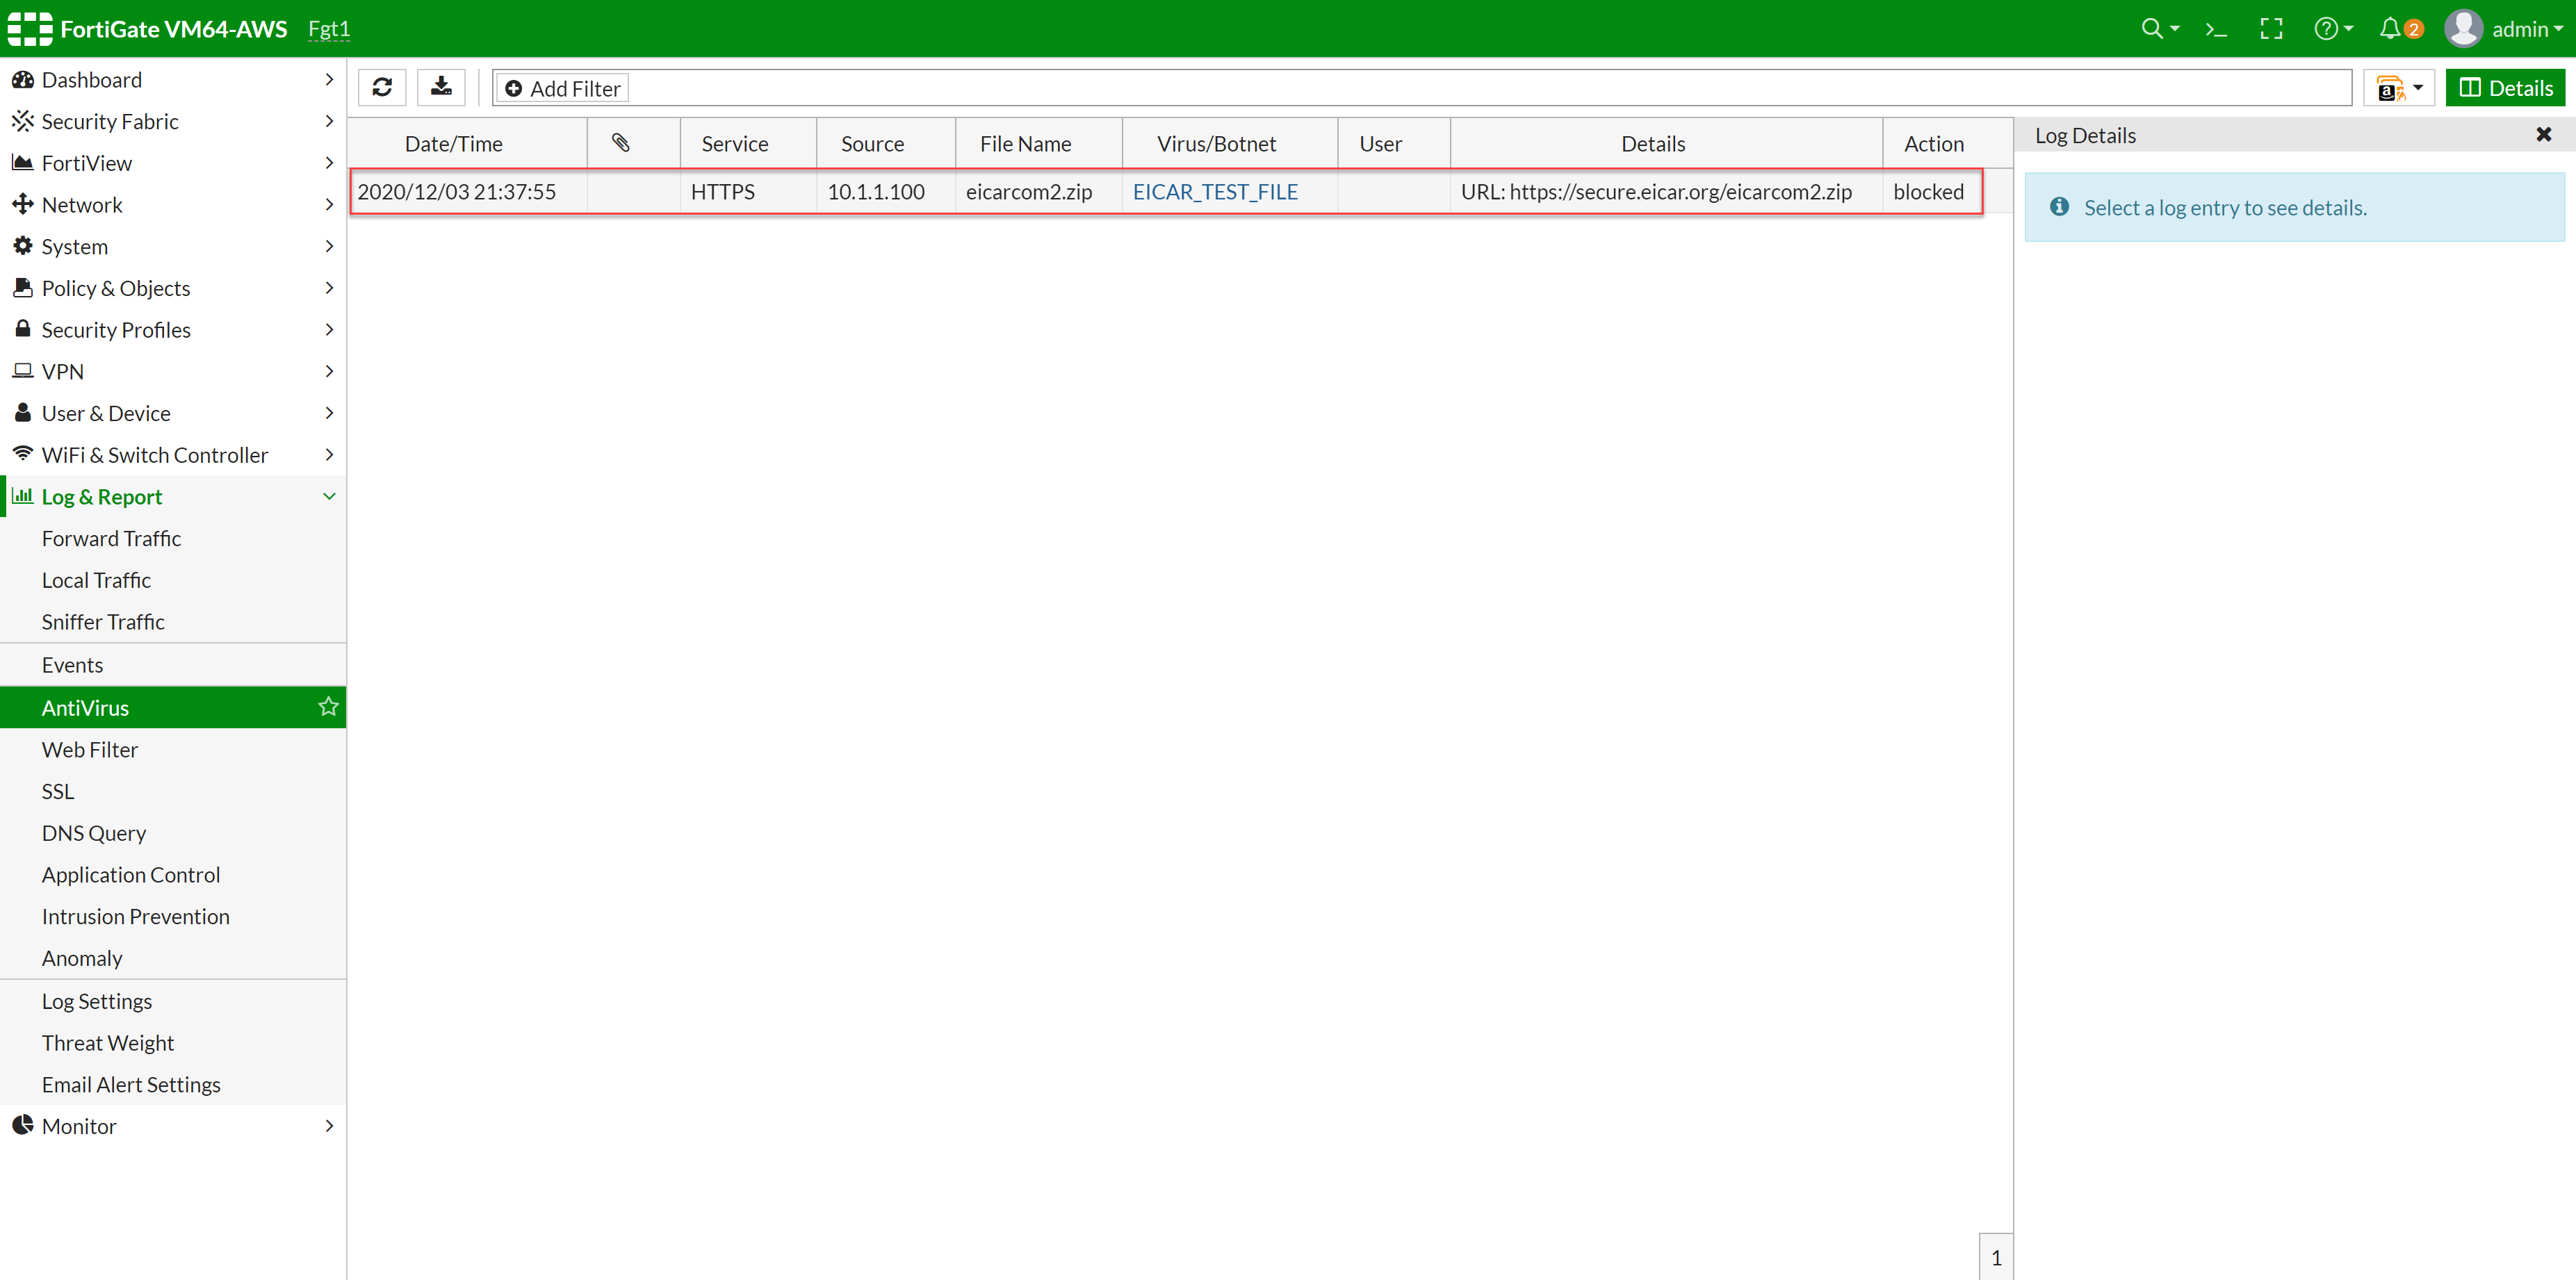 FortiGate VM64-AWS Fgt1
2 admin
Dashboard
Security Fabric
FortiView
Network
System
Policy & Objects
Security Profiles
VPN
User & Device
WiFi & Switch Controller
Log & Report
Forward Traffic
Local Traffic
Sniffer Traffic
Events
AntiVirus
Web Filter
SSL
DNS Query
Application Control
Intrusion Prevention
Anomaly
Log Settings
Threat Weight
Email Alert Settings
Monitor
Add Filter
Details
Date/Time Service Source File Name Virus/Botnet User Details Action
2020/12/03 21:37:55 HTTPS 10.1.1.100 eicarcom2.zip EICAR_TEST_FILE URL: https://secure.eicar.org/eicarcom2.zip blocked
1
Log Details
Select a log entry to see details.